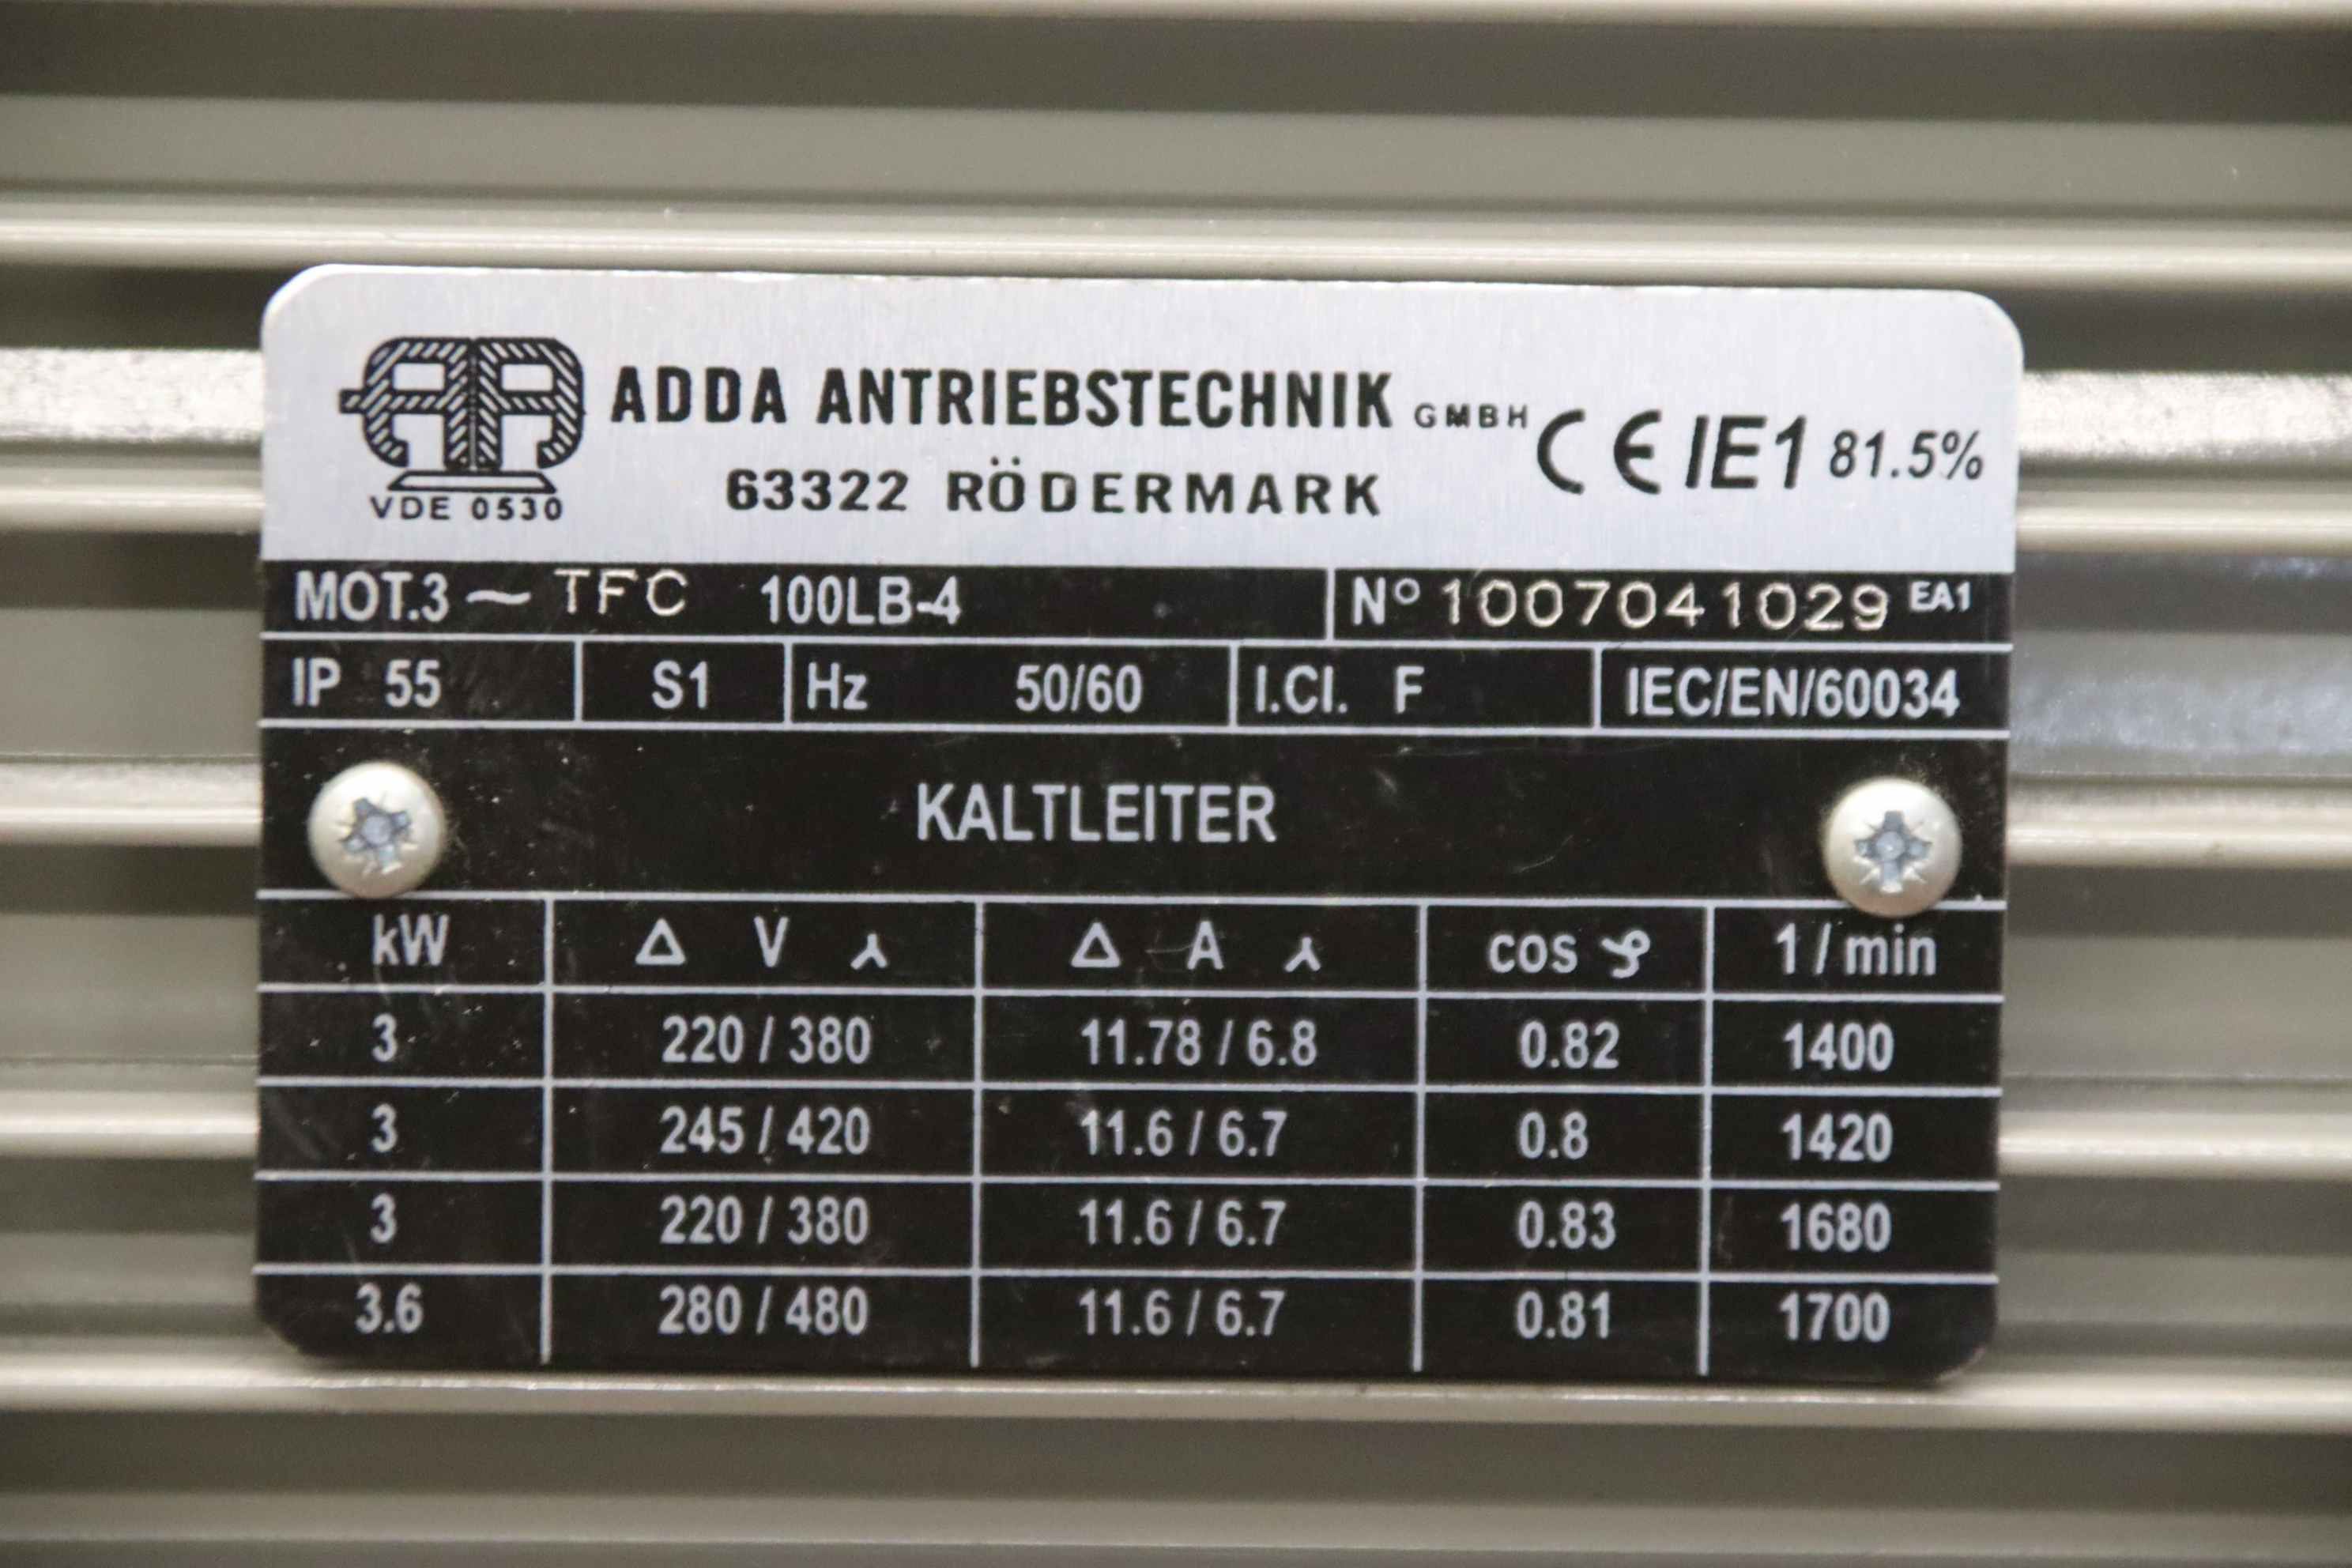 ADDA ANTRIEBSTECHNIK GMBH CE IE1 81.5%
63322 RÖDERMARK
VDE 0530
MOT.3 ~ TFC 100LB-4 N° 1007041029 EA1
IP 55 S1 Hz 50/60 I.Cl. F IEC/EN/60034
KALTLEITER
kW Δ V ⅄ Δ A ⅄ cos φ 1 / min
3 220 / 380 11.78 / 6.8 0.82 1400
3 245 / 420 11.6 / 6.7 0.8 1420
3 220 / 380 11.6 / 6.7 0.83 1680
3.6 280 / 480 11.6 / 6.7 0.81 1700